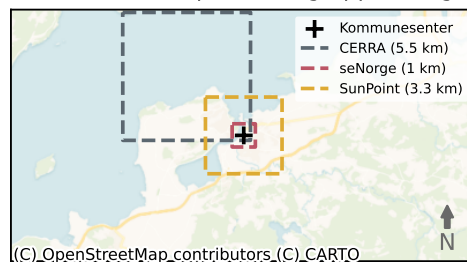 Kommunesenter
CERRA (5.5 km)
seNorge (1 km)
SunPoint (3.3 km)
N
(C) OpenStreetMap contributors (C) CARTO